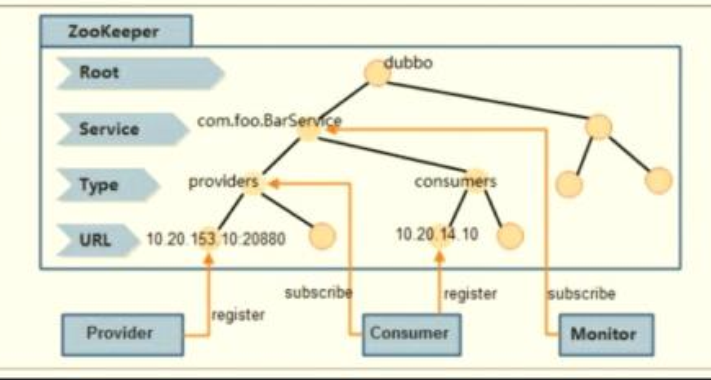 ZooKeeper
Root
dubbo
Service
com.foo.BarService
Type
providers
consumers
URL
10.20.153.10:20880
10.20.14.10
subscribe
register
subscribe
register
Provider
Consumer
Monitor